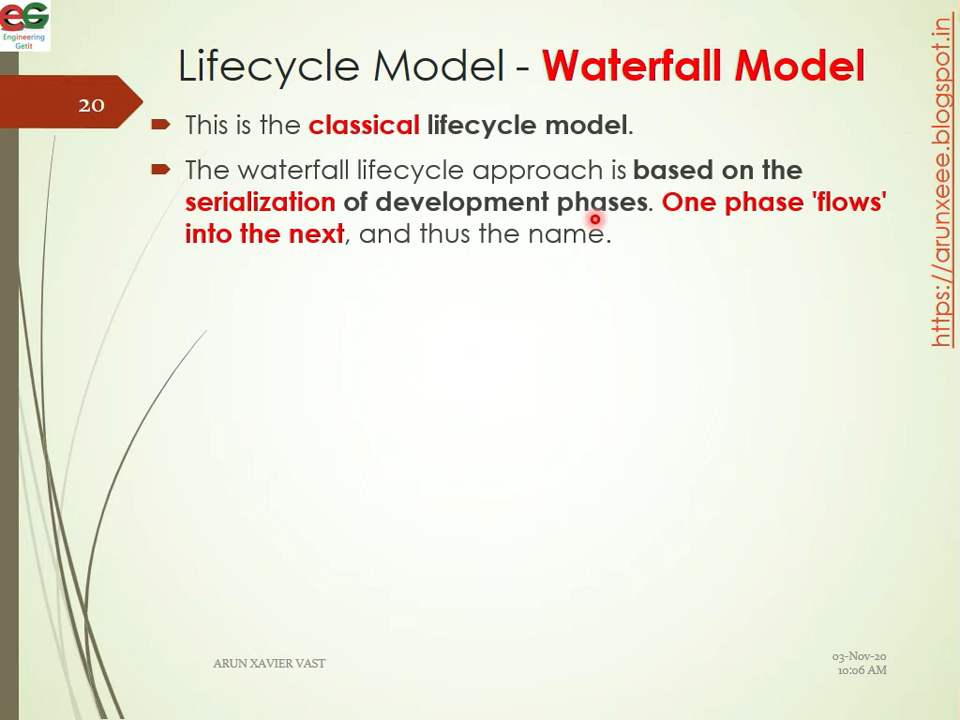 EG
Engineering
Getit
Lifecycle Model - Waterfall Model
20
This is the classical lifecycle model.
The waterfall lifecycle approach is based on the
serialization of development phases. One phase 'flows'
into the next, and thus the name.
https://arunxeee.blogspot.in
ARUN XAVIER VAST
03-Nov-20
10:06 AM